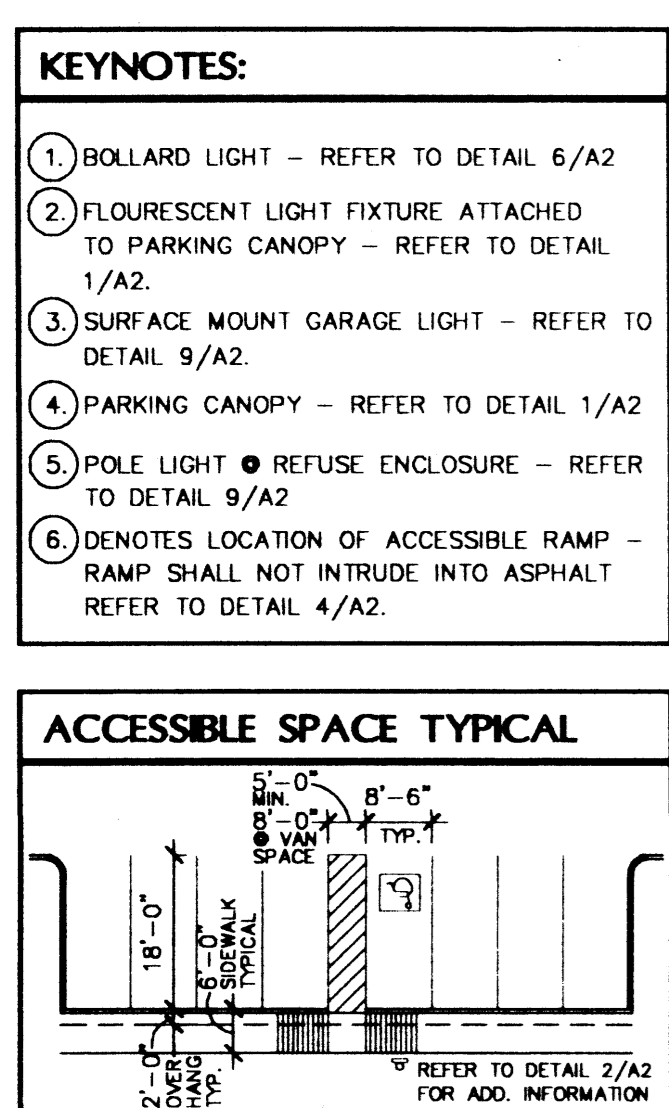 KEYNOTES:
1. BOLLARD LIGHT – REFER TO DETAIL 6/A2
2. FLOURESCENT LIGHT FIXTURE ATTACHED
TO PARKING CANOPY – REFER TO DETAIL
1/A2.
3. SURFACE MOUNT GARAGE LIGHT – REFER TO
DETAIL 9/A2.
4. PARKING CANOPY – REFER TO DETAIL 1/A2
5. POLE LIGHT @ REFUSE ENCLOSURE – REFER
TO DETAIL 9/A2
6. DENOTES LOCATION OF ACCESSIBLE RAMP –
RAMP SHALL NOT INTRUDE INTO ASPHALT
REFER TO DETAIL 4/A2.
ACCESSIBLE SPACE TYPICAL
5'-0"
MIN.
8'-0"
@ VAN
SPACE
8'-6"
TYP.
18'-0"
6'-0"
SIDEWALK
TYPICAL
2'-0"
OVER-
HANG
TYP.
REFER TO DETAIL 2/A2
FOR ADD. INFORMATION